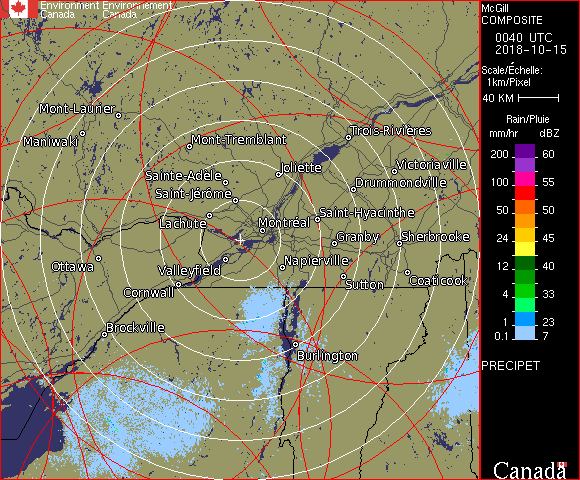 Environment Environnement
Canada Canada
McGill
COMPOSITE
0040 UTC
2018-10-15
Scale/Échelle:
1km/Pixel
40 KM
Rain/Pluie
mm/hr dBZ
200 60
100 55
50 50
24 45
12 40
4 33
1 23
0.1 7
PRECIPET
Canada
Mont-Laurier
Maniwaki
Mont-Tremblant
Trois-Rivières
Sainte-Adèle
Joliette
Victoriaville
Saint-Jérôme
Drummondville
Lachute
Montréal
Saint-Hyacinthe
Granby
Sherbrooke
Ottawa
Valleyfield
Napierville
Cornwall
Sutton
Coaticook
Brockville
Burlington